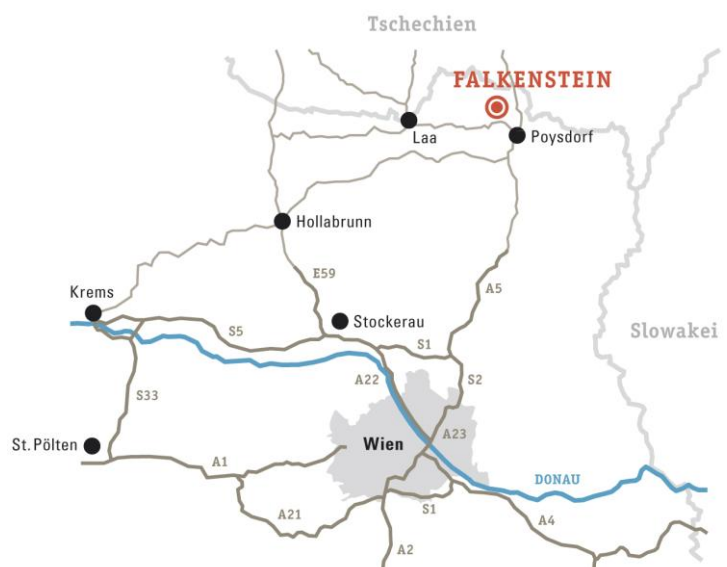 Tschechien
FALKENSTEIN
Laa
Poysdorf
Hollabrunn
E59
A5
Krems
Stockerau
S5
S1
Slowakei
A22
S2
S33
St. Pölten
Wien
A23
A1
DONAU
A21
S1
A4
A2